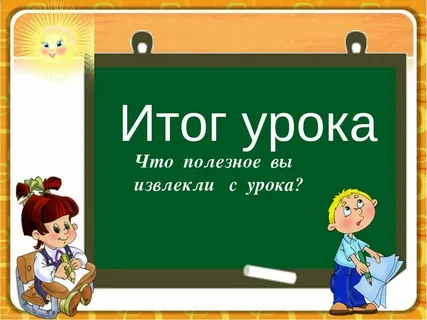 Итог урока
Что полезное вы
извлекли с урока?